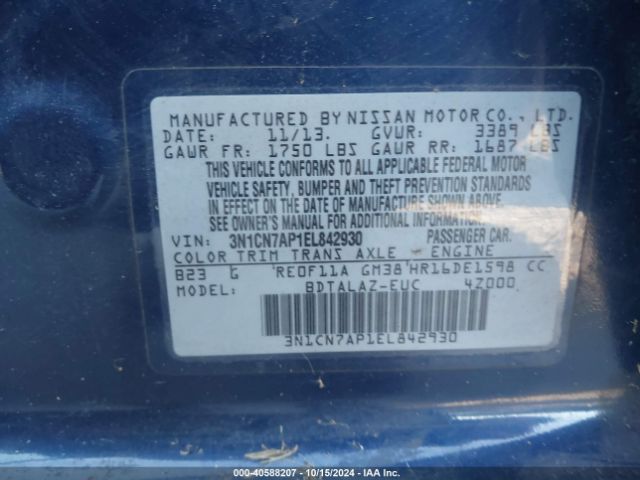 MANUFACTURED BY NISSAN MOTOR CO., LTD.
DATE: 11/13. GVWR: 3389 LBS
GAWR FR: 1750 LBS GAWR RR: 1687 LBS
THIS VEHICLE CONFORMS TO ALL APPLICABLE FEDERAL MOTOR
VEHICLE SAFETY, BUMPER AND THEFT PREVENTION STANDARDS
IN EFFECT ON THE DATE OF MANUFACTURE SHOWN ABOVE.
SEE OWNER'S MANUAL FOR ADDITIONAL INFORMATION
VIN: 3N1CN7AP1EL842930 PASSENGER CAR.
COLOR TRIM TRANS AXLE ENGINE
B23 G RE0F11A GM38 HR16DE1598 CC
MODEL: BDTALAZ-EUC 4Z000
3N1CN7AP1EL842930
000-40588207 - 10/15/2024 - IAA Inc.